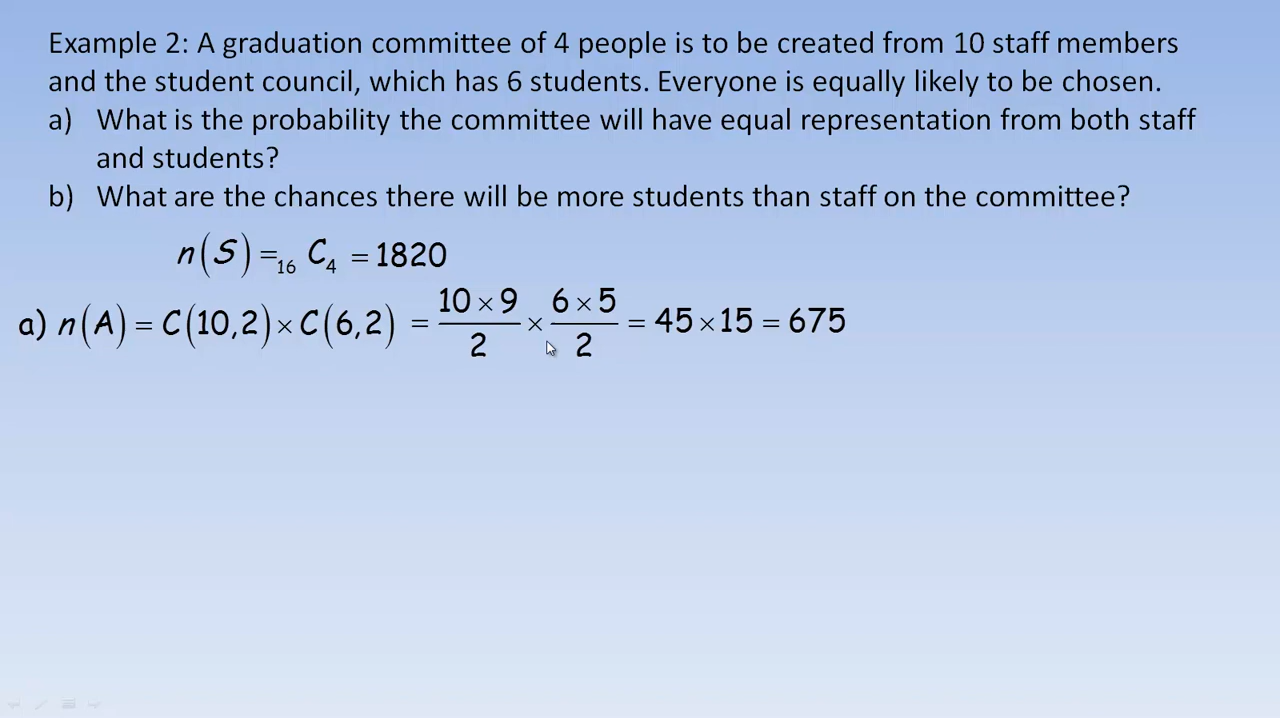 Example 2: A graduation committee of 4 people is to be created from 10 staff members
and the student council, which has 6 students. Everyone is equally likely to be chosen.
a) What is the probability the committee will have equal representation from both staff
and students?
b) What are the chances there will be more students than staff on the committee?
n(S) = ₁₆C₄ = 1820
a) n(A) = C(10,2) × C(6,2) = (10 × 9)/2 × (6 × 5)/2 = 45 × 15 = 675